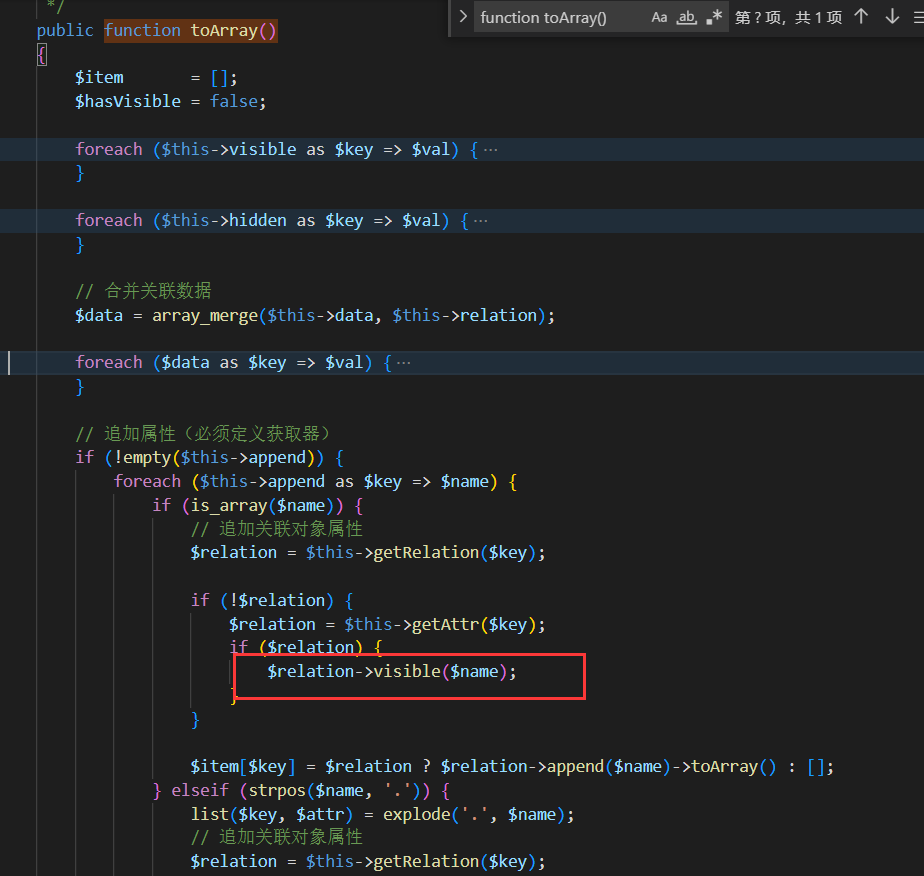 */
function toArray()
Aa ab .*
第 ? 项, 共 1 项
public function toArray()
{
$item       = [];
$hasVisible = false;
foreach ($this->visible as $key => $val) { ···
}
foreach ($this->hidden as $key => $val) { ···
}
// 合并关联数据
$data = array_merge($this->data, $this->relation);
foreach ($data as $key => $val) { ···
}
// 追加属性（必须定义获取器）
if (!empty($this->append)) {
foreach ($this->append as $key => $name) {
if (is_array($name)) {
// 追加关联对象属性
$relation = $this->getRelation($key);
if (!$relation) {
$relation = $this->getAttr($key);
if ($relation) {
$relation->visible($name);
}
}
$item[$key] = $relation ? $relation->append($name)->toArray() : [];
} elseif (strpos($name, '.')) {
list($key, $attr) = explode('.', $name);
// 追加关联对象属性
$relation = $this->getRelation($key);